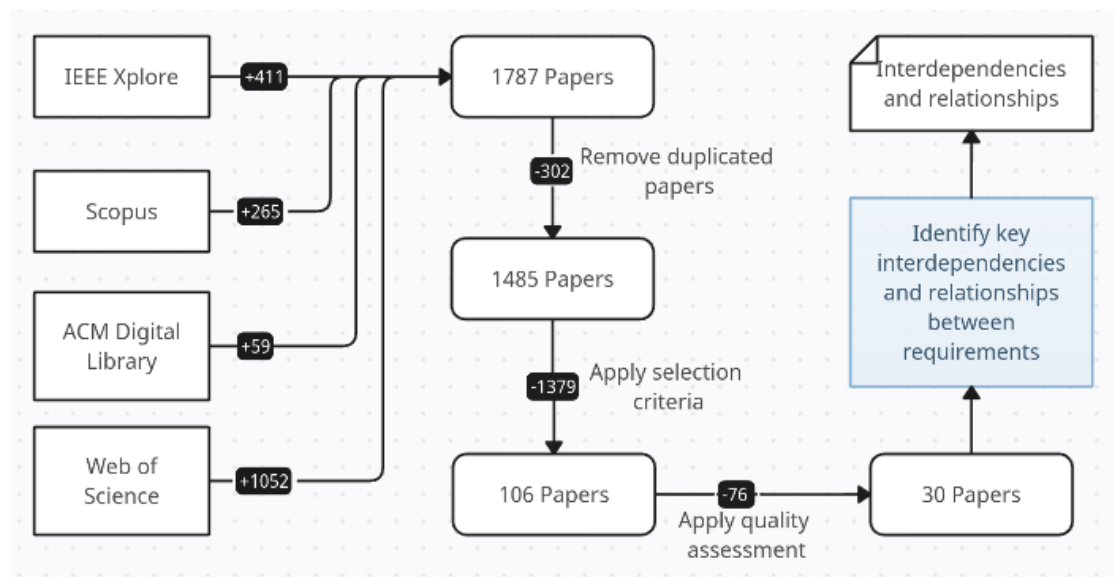 IEEE Xplore
+411
Scopus
+265
ACM Digital
Library
+59
Web of
Science
+1052
1787 Papers
-302
Remove duplicated
papers
1485 Papers
-1379
Apply selection
criteria
106 Papers
-76
Apply quality
assessment
30 Papers
Identify key
interdependencies
and relationships
between
requirements
Interdependencies
and relationships